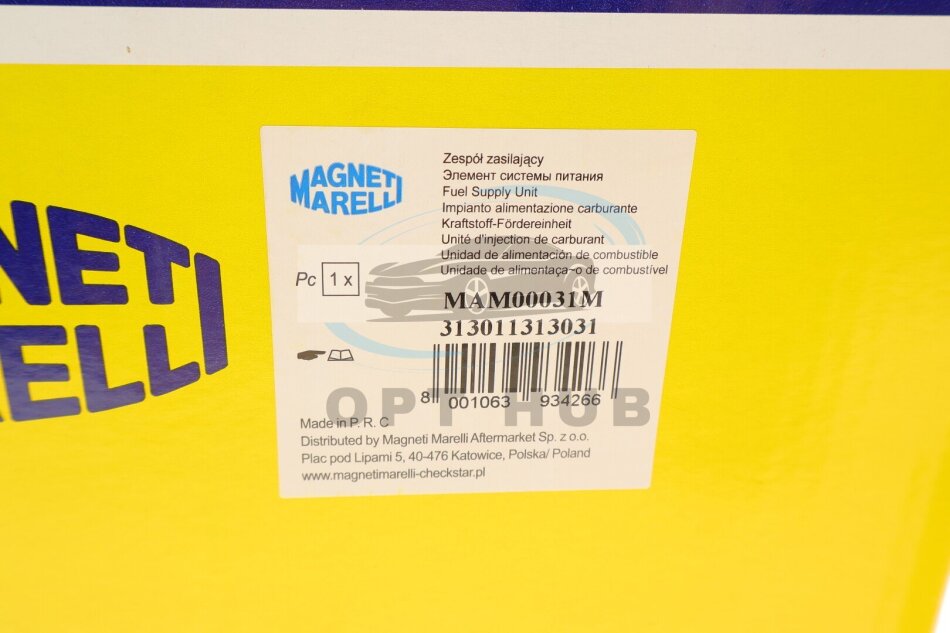 NETI
RELLI
MAGNETI
MARELLI
Zespół zasilający
Элемент системы питания
Fuel Supply Unit
Impianto alimentazione carburante
Kraftstoff-Fördereinheit
Unité d'injection de carburant
Unidad de alimentación de combustible
Unidade de alimentaça¬o de combustível
Pc 1 x
MAM00031M
313011313031
8 001063 934266
OPT HUB
Made in P. R. C
Distributed by Magneti Marelli Aftermarket Sp. z o.o.
Plac pod Lipami 5, 40-476 Katowice, Polska/ Poland
www.magnetimarelli-checkstar.pl